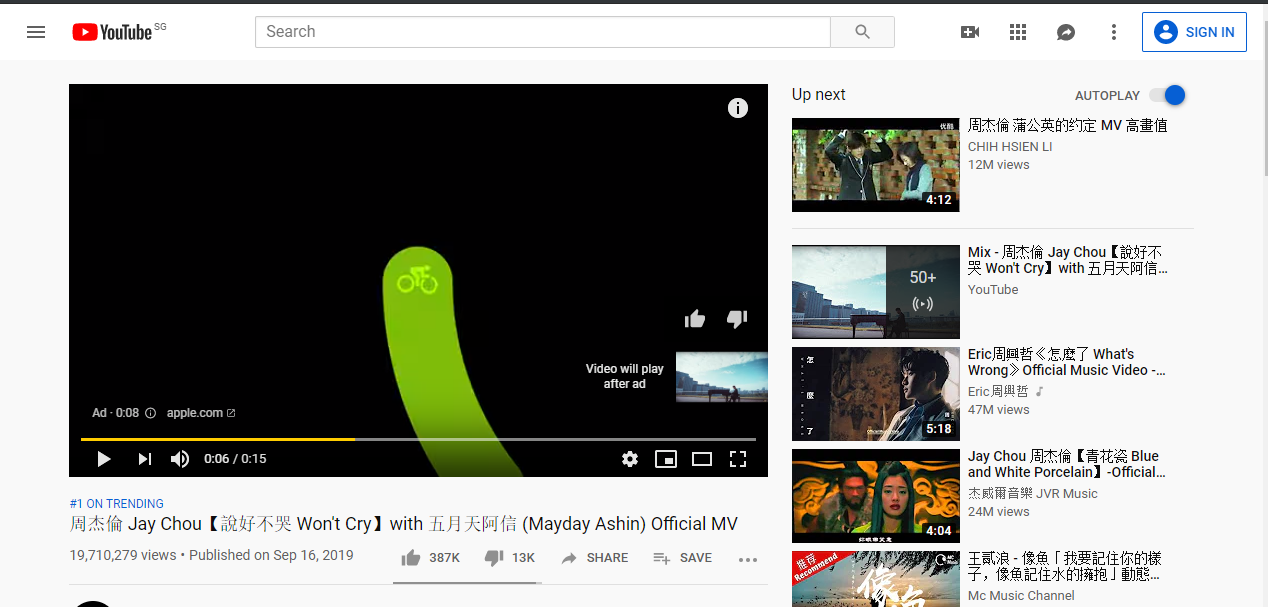 YouTube SG
Search
SIGN IN
Ad · 0:08
apple.com
Video will play
after ad
0:06 / 0:15
#1 ON TRENDING
周杰倫 Jay Chou【說好不哭 Won't Cry】with 五月天阿信 (Mayday Ashin) Official MV
19,710,279 views • Published on Sep 16, 2019
387K
13K
SHARE
SAVE
Up next
AUTOPLAY
优酷
4:12
周杰倫 蒲公英的约定 MV 高畫值
CHIH HSIEN LI
12M views
50+
Mix - 周杰倫 Jay Chou【說好不
哭 Won't Cry】with 五月天阿信...
YouTube
怎
麼
了
5:18
Eric周興哲《怎麼了 What's
Wrong》Official Music Video -...
Eric周興哲
47M views
4:04
Jay Chou 周杰倫【青花瓷 Blue
and White Porcelain】-Official...
杰威爾音樂 JVR Music
24M views
推荐
Recommend
像鱼
王貳浪 - 像魚「我要記住你的樣
子，像魚記住水的擁抱」動態...
Mc Music Channel